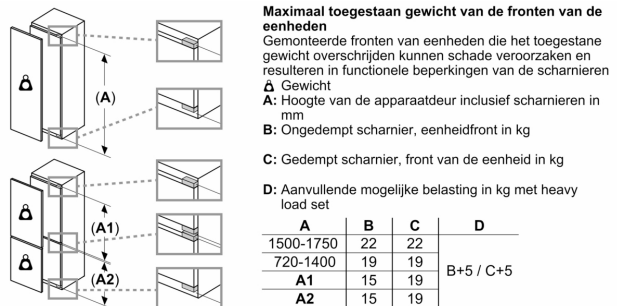 Maximaal toegestaan gewicht van de fronten van de
eenheden
Gemonteerde fronten van eenheden die het toegestane
gewicht overschrijden kunnen schade veroorzaken en
resulteren in functionele beperkingen van de scharnieren
Gewicht
A: Hoogte van de apparaatdeur inclusief scharnieren in
mm
B: Ongedempt scharnier, eenheidfront in kg
C: Gedempt scharnier, front van de eenheid in kg
D: Aanvullende mogelijke belasting in kg met heavy
load set
A B C D
1500-1750 22 22
720-1400 19 19
B+5 / C+5
A1 15 19
A2 15 19
(A)
(A1)
(A2)